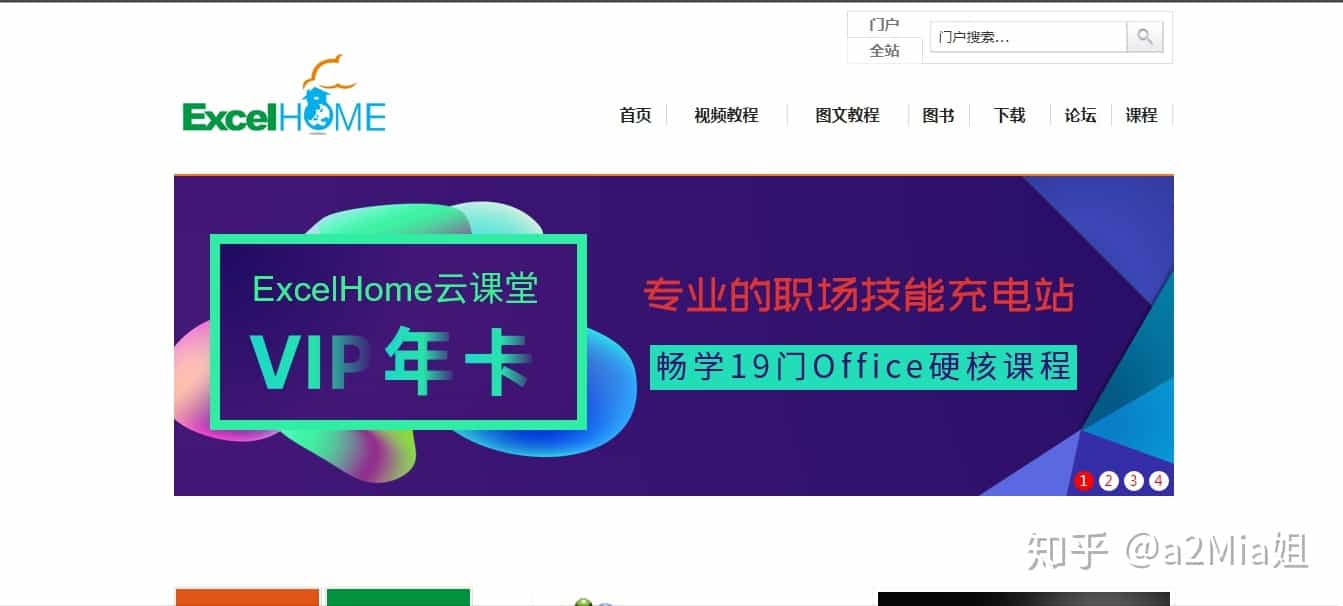 门户
门户搜索...
全站
ExcelHOME
首页 视频教程 图文教程 图书 下载 论坛 课程
ExcelHome云课堂
VIP年卡
专业的职场技能充电站
畅学19门Office硬核课程
1 2 3 4
知乎 @a2Mia姐